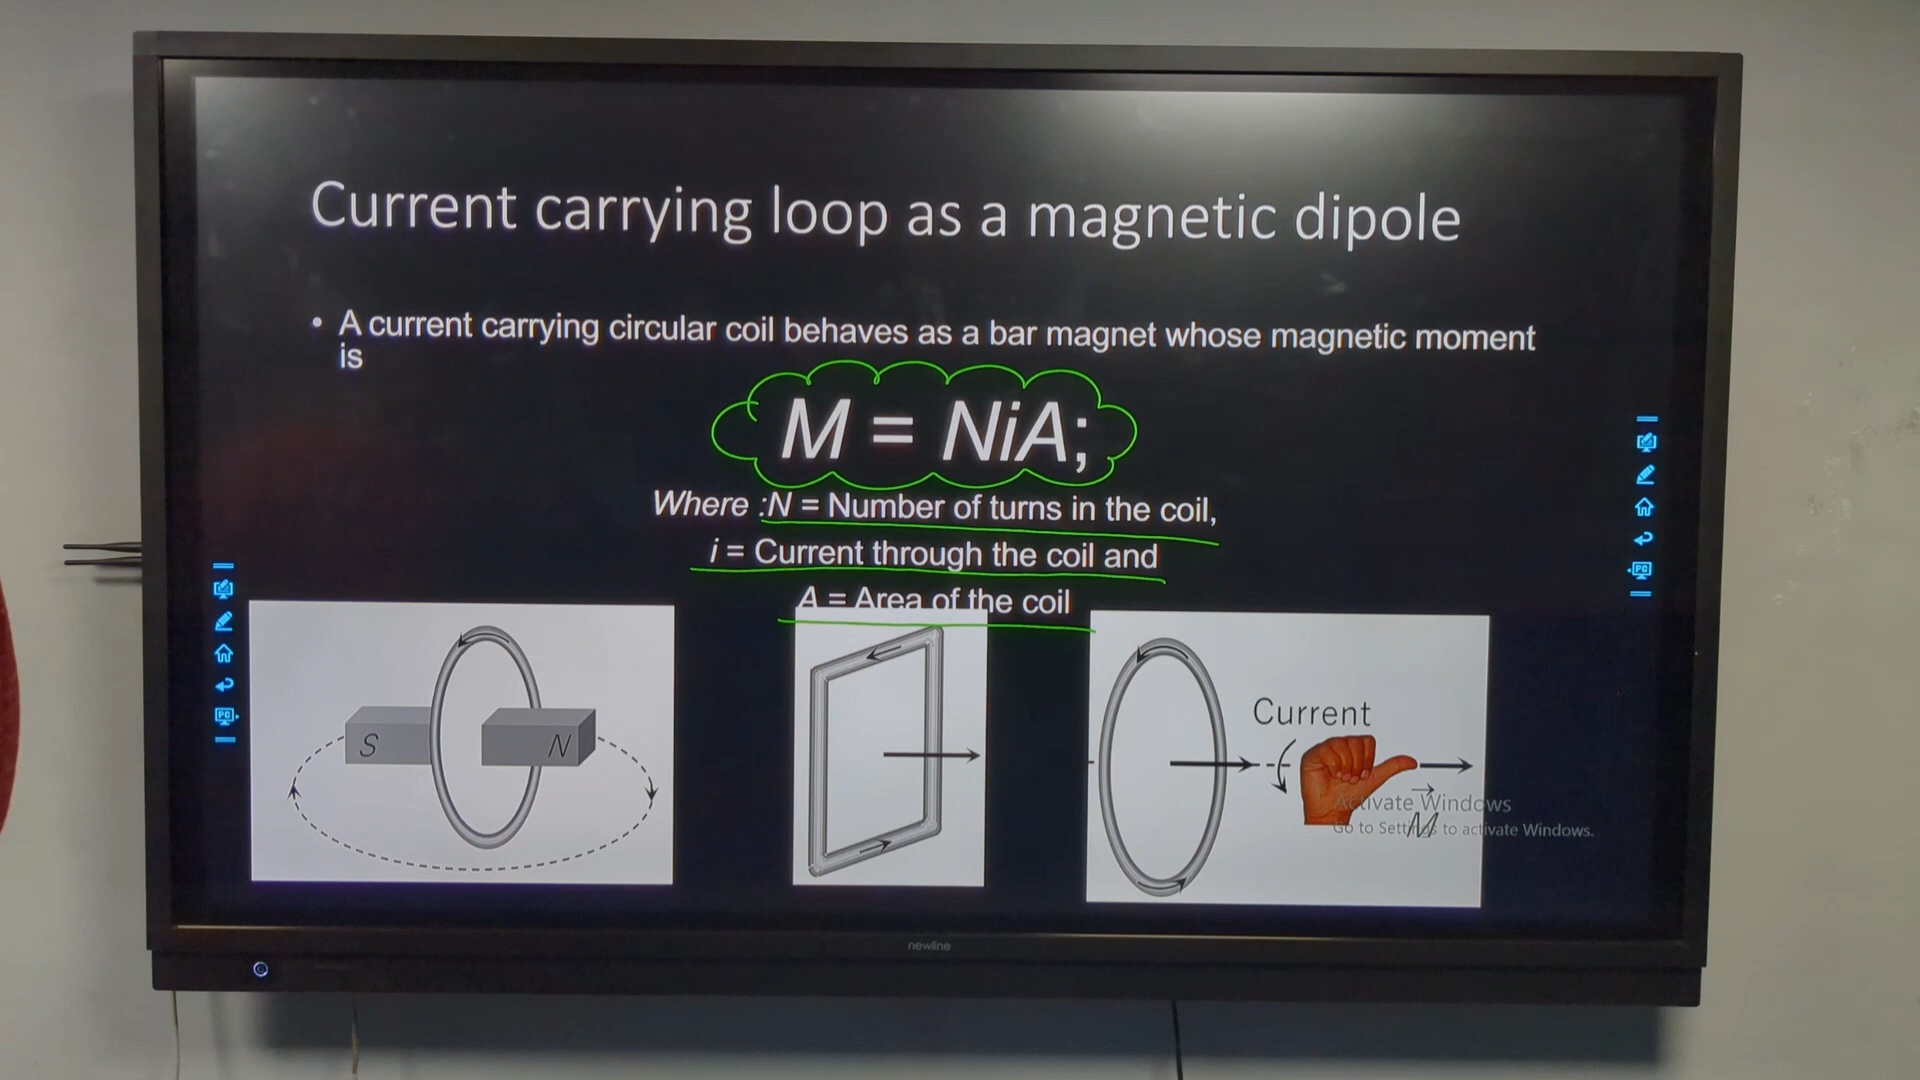 Current carrying loop as a magnetic dipole
• A current carrying circular coil behaves as a bar magnet whose magnetic moment
is
M = NiA;
Where :N = Number of turns in the coil,
i = Current through the coil and
A = Area of the coil
S
N
Current
M
Activate Windows
Go to Settings to activate Windows.
PC
PC
newline